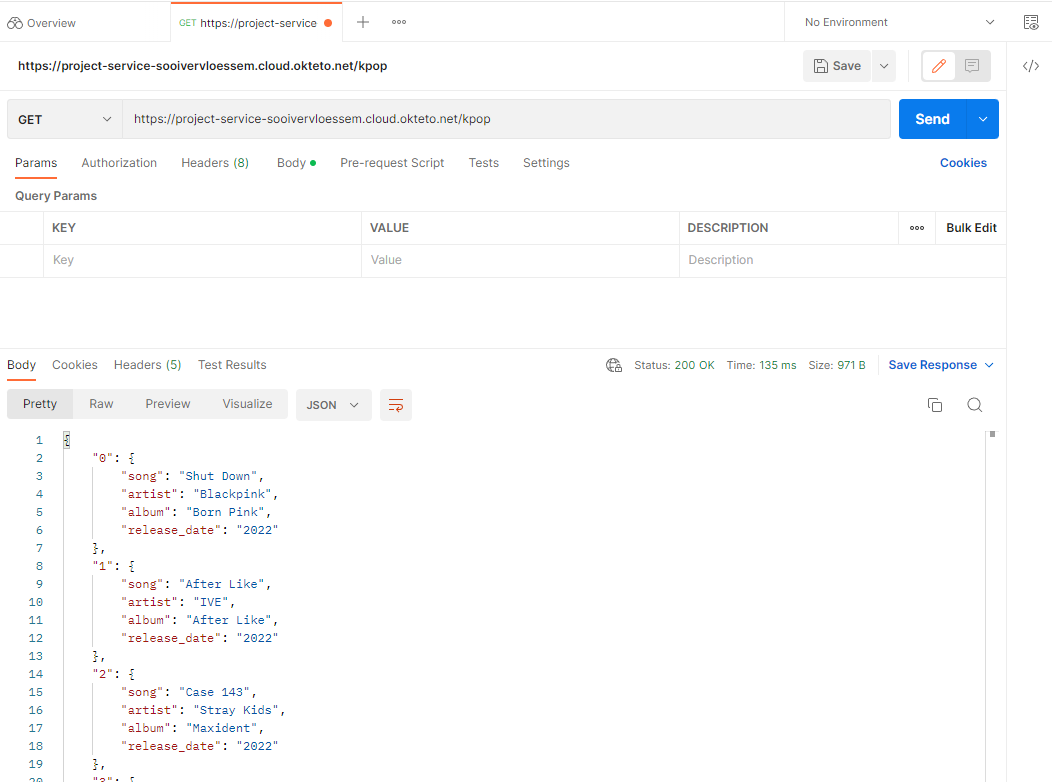 Overview
GET https://project-service
No Environment
https://project-service-sooivervloessem.cloud.okteto.net/kpop
Save
GET
https://project-service-sooivervloessem.cloud.okteto.net/kpop
Send
Params Authorization Headers (8) Body Pre-request Script Tests Settings Cookies
Query Params
KEY VALUE DESCRIPTION Bulk Edit
Key Value Description
Body Cookies Headers (5) Test Results Status: 200 OK Time: 135 ms Size: 971 B Save Response
Pretty Raw Preview Visualize JSON
1 {
2 "0": {
3 "song": "Shut Down",
4 "artist": "Blackpink",
5 "album": "Born Pink",
6 "release_date": "2022"
7 },
8 "1": {
9 "song": "After Like",
10 "artist": "IVE",
11 "album": "After Like",
12 "release_date": "2022"
13 },
14 "2": {
15 "song": "Case 143",
16 "artist": "Stray Kids",
17 "album": "Maxident",
18 "release_date": "2022"
19 },
20 "3": {